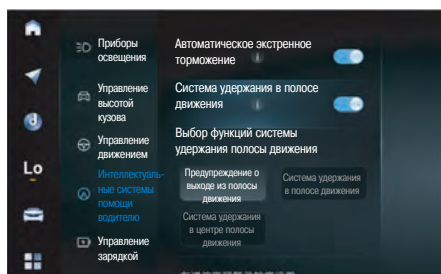 Приборы
освещения
Управление
высотой
кузова
Управление
движением
Lo
Интеллектуаль-
ные системы
помощи
водителю
Управление
зарядкой
Автоматическое экстренное
торможение
Система удержания в полосе
движения
Выбор функций системы
удержания полосы движения
Предупреждение о
выходе из полосы
движения
Система удержания
в полосе движения
Система удержания
в центре полосы
движения